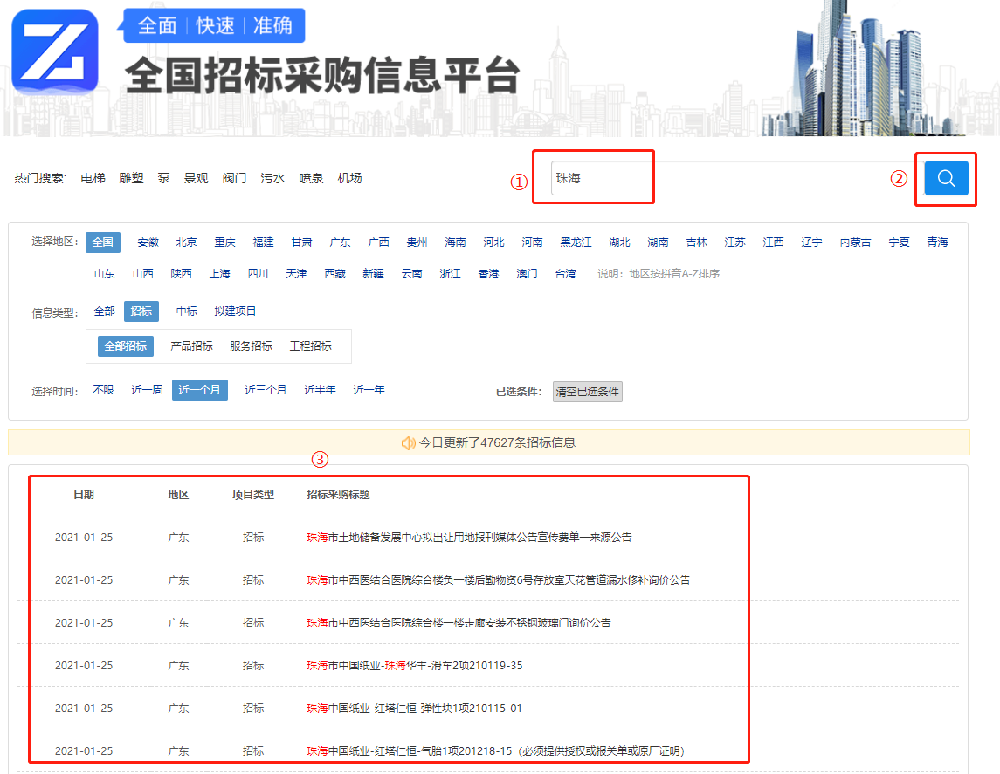 全面 | 快速 | 准确
全国招标采购信息平台
热门搜索: 电梯 雕塑 泵 景观 阀门 污水 喷泉 机场
① 珠海 ②
选择地区: 全国 安徽 北京 重庆 福建 甘肃 广东 广西 贵州 海南 河北 河南 黑龙江 湖北 湖南 吉林 江苏 江西 辽宁 内蒙古 宁夏 青海
山东 山西 陕西 上海 四川 天津 西藏 新疆 云南 浙江 香港 澳门 台湾 说明: 地区按拼音A-Z排序
信息类型: 全部 招标 中标 拟建项目
全部招标 产品招标 服务招标 工程招标
选择时间: 不限 近一周 近一个月 近三个月 近半年 近一年 已选条件: 清空已选条件
今日更新了47627条招标信息
③
日期 地区 项目类型 招标采购标题
2021-01-25 广东 招标 珠海市土地储备发展中心拟出让用地报刊媒体公告宣传费单一来源公告
2021-01-25 广东 招标 珠海市中西医结合医院综合楼负一楼后勤物资6号存放室天花管道漏水修补询价公告
2021-01-25 广东 招标 珠海市中西医结合医院综合楼一楼走廊安装不锈钢玻璃门询价公告
2021-01-25 广东 招标 珠海市中国纸业-珠海华丰-滑车2项210119-35
2021-01-25 广东 招标 珠海中国纸业-红塔仁恒-弹性块1项210115-01
2021-01-25 广东 招标 珠海中国纸业-红塔仁恒-气胎1项201218-15（必须提供授权或报关单或原厂证明）